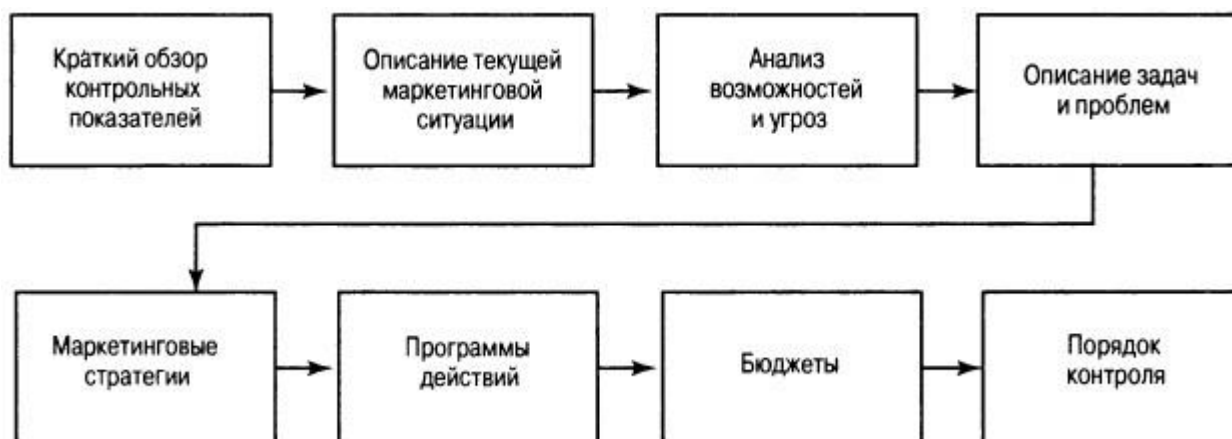 Краткий обзор
контрольных
показателей
Описание текущей
маркетинговой
ситуации
Анализ
возможностей
и угроз
Описание задач
и проблем
Маркетинговые
стратегии
Программы
действий
Бюджеты
Порядок
контроля